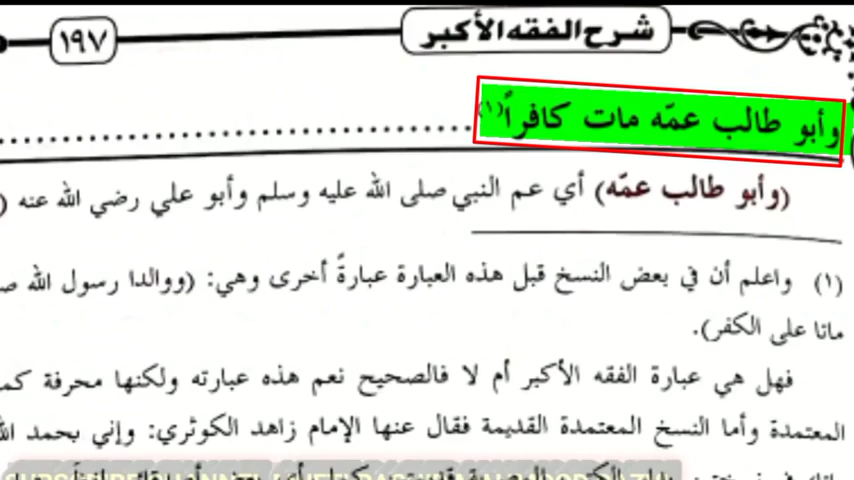 شرح الفقه الأكبر
١٩٧
وأبو طالب عمّه مات كافراً(١)
(وأبو طالب عمّه) أي عم النبي صلى الله عليه وسلم وأبو علي رضي الله عنه (
(١) واعلم أن في بعض النسخ قبل هذه العبارة عبارةً أخرى وهي: (ووالدا رسول الله
ماتا على الكفر).
فهل هي عبارة الفقه الأكبر أم لا فالصحيح نعم هذه عبارته ولكنها محرفة
المعتمدة وأما النسخ المعتمدة القديمة فقال عنها الإمام زاهد الكوثري: وإني بحمد